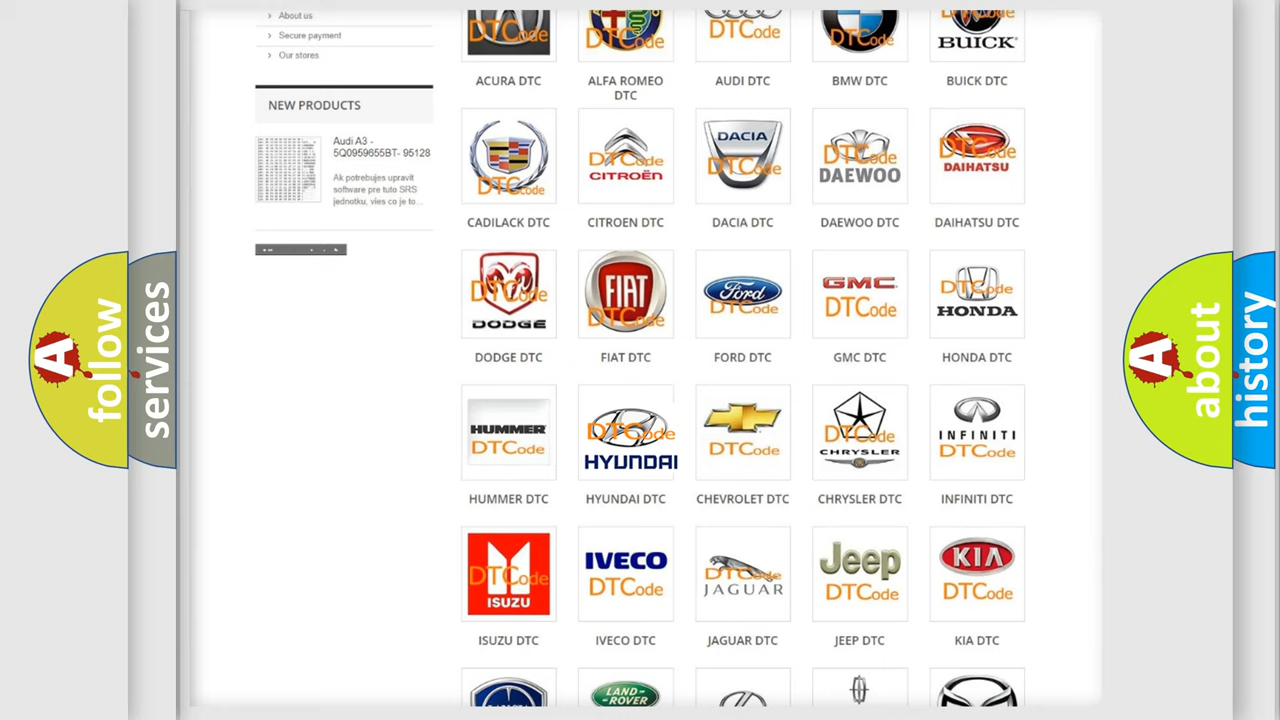 About us
Secure payment
Our stores
NEW PRODUCTS
Audi A3 -
5Q0959655BT- 95128
Ak potrebujes upravit
software pre tuto SRS
jednotku, vies co je to...
DTCode
DTCode
DTCode
DTCode
BUICK
ACURA DTC
ALFA ROMEO
DTC
AUDI DTC
BMW DTC
BUICK DTC
DTCode
DTCode
CITROËN
DACIA
DTCode
DTCode
DAEWOO
DTCode
DAIHATSU
CADILACK DTC
CITROEN DTC
DACIA DTC
DAEWOO DTC
DAIHATSU DTC
DTCode
DODGE
FIAT
DTCode
Ford
DTCode
GMC
DTCode
DTCode
HONDA
DODGE DTC
FIAT DTC
FORD DTC
GMC DTC
HONDA DTC
HUMMER
DTCode
DTCode
HYUNDAI
DTCode
DTCode
CHRYSLER
INFINITI
DTCode
HUMMER DTC
HYUNDAI DTC
CHEVROLET DTC
CHRYSLER DTC
INFINITI DTC
DTCode
ISUZU
IVECO
DTCode
DTCode
JAGUAR
Jeep
DTCode
KIA
DTCode
ISUZU DTC
IVECO DTC
JAGUAR DTC
JEEP DTC
KIA DTC
LAND-
ROVER
A
follow
services
A
about
history